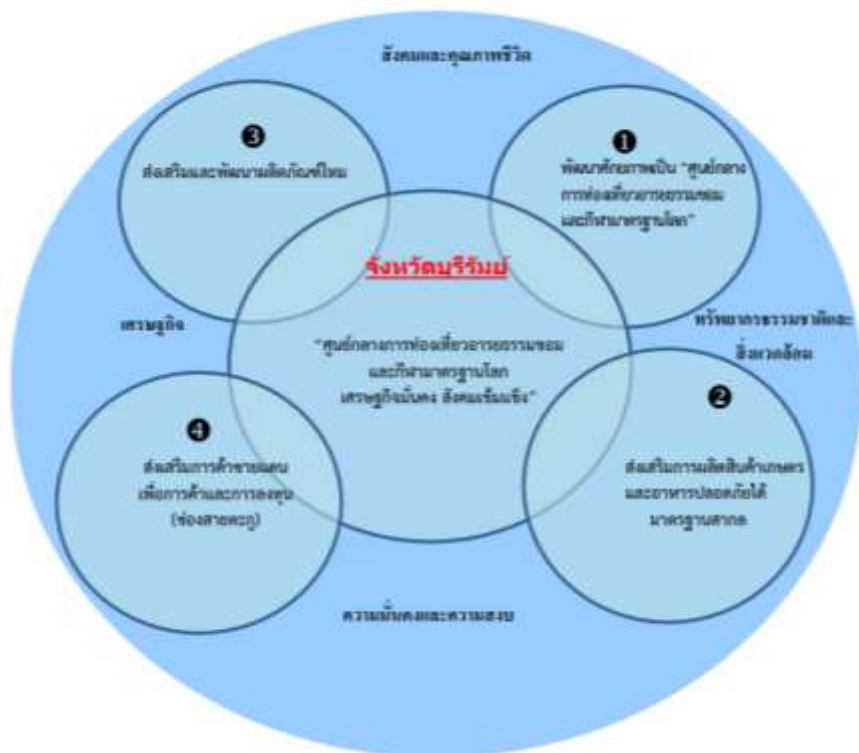 สังคมและคุณภาพชีวิต
❸
ส่งเสริมและพัฒนาผลิตภัณฑ์ไหม
❶
พัฒนาศักยภาพเป็น "ศูนย์กลาง
การท่องเที่ยวอารยธรรมขอม
และกีฬามาตรฐานโลก"
จังหวัดบุรีรัมย์
"ศูนย์กลางการท่องเที่ยวอารยธรรมขอม
และกีฬามาตรฐานโลก
เศรษฐกิจมั่นคง สังคมเข้มแข็ง"
เศรษฐกิจ
ทรัพยากรธรรมชาติและ
สิ่งแวดล้อม
❹
ส่งเสริมการค้าชายแดน
เพื่อการค้าและการลงทุน
(ช่องสายตะกู)
❷
ส่งเสริมการผลิตสินค้าเกษตร
และอาหารปลอดภัยได้
มาตรฐานสากล
ความมั่นคงและความสงบ